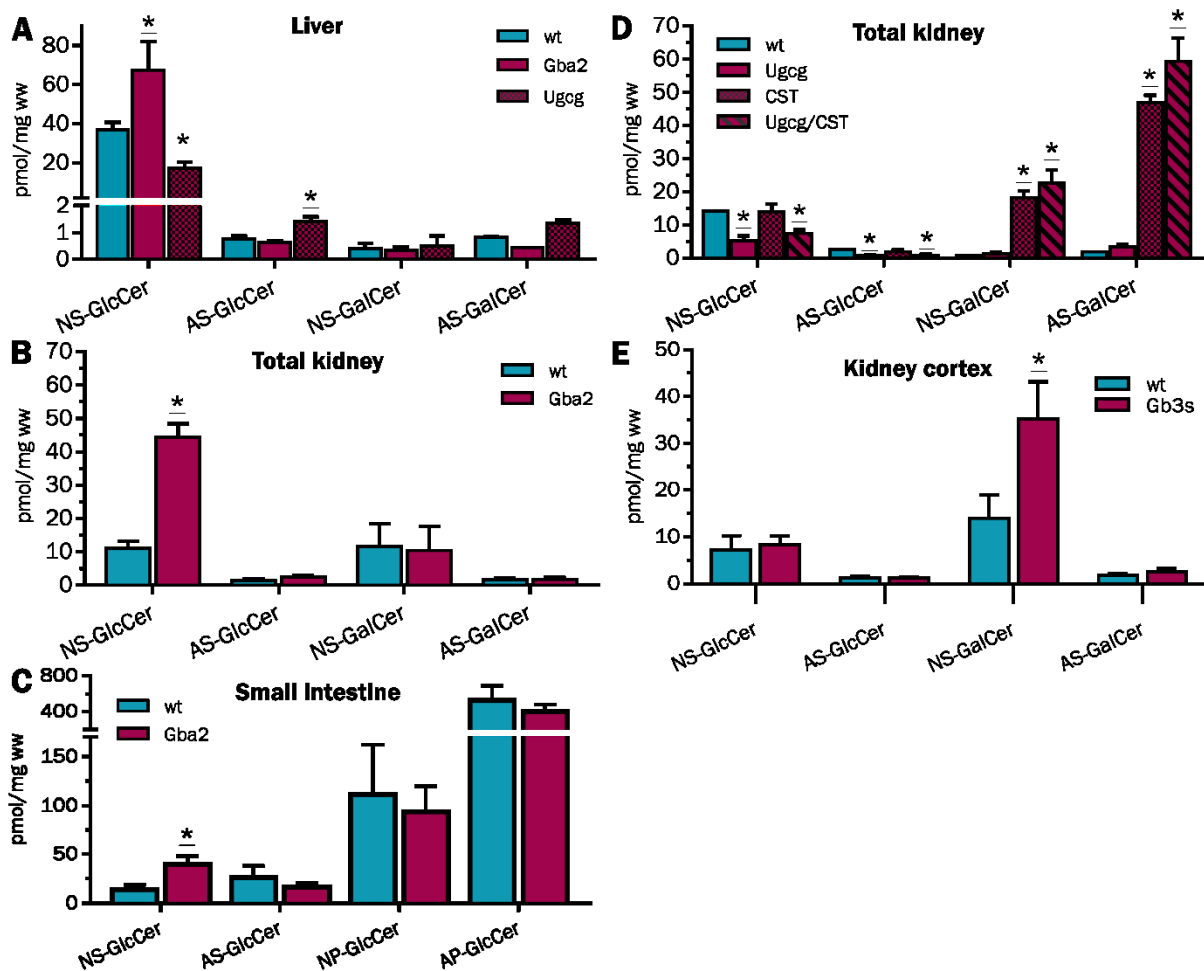 A
Liver
pmol/mg ww
80
60
40
20
2
1
0
wt
Gba2
Ugcg
*
*
*
NS-GlcCer
AS-GlcCer
NS-GalCer
AS-GalCer
B
Total kidney
pmol/mg ww
70
60
50
40
30
20
10
0
wt
Gba2
*
NS-GlcCer
AS-GlcCer
NS-GalCer
AS-GalCer
C
Small intestine
pmol/mg ww
800
400
150
100
50
0
wt
Gba2
*
NS-GlcCer
AS-GlcCer
NP-GlcCer
AP-GlcCer
D
Total kidney
pmol/mg ww
70
60
50
40
30
20
10
0
wt
Ugcg
CST
Ugcg/CST
*
*
*
*
*
*
*
*
NS-GlcCer
AS-GlcCer
NS-GalCer
AS-GalCer
E
Kidney cortex
pmol/mg ww
50
40
30
20
10
0
wt
Gb3s
*
NS-GlcCer
AS-GlcCer
NS-GalCer
AS-GalCer